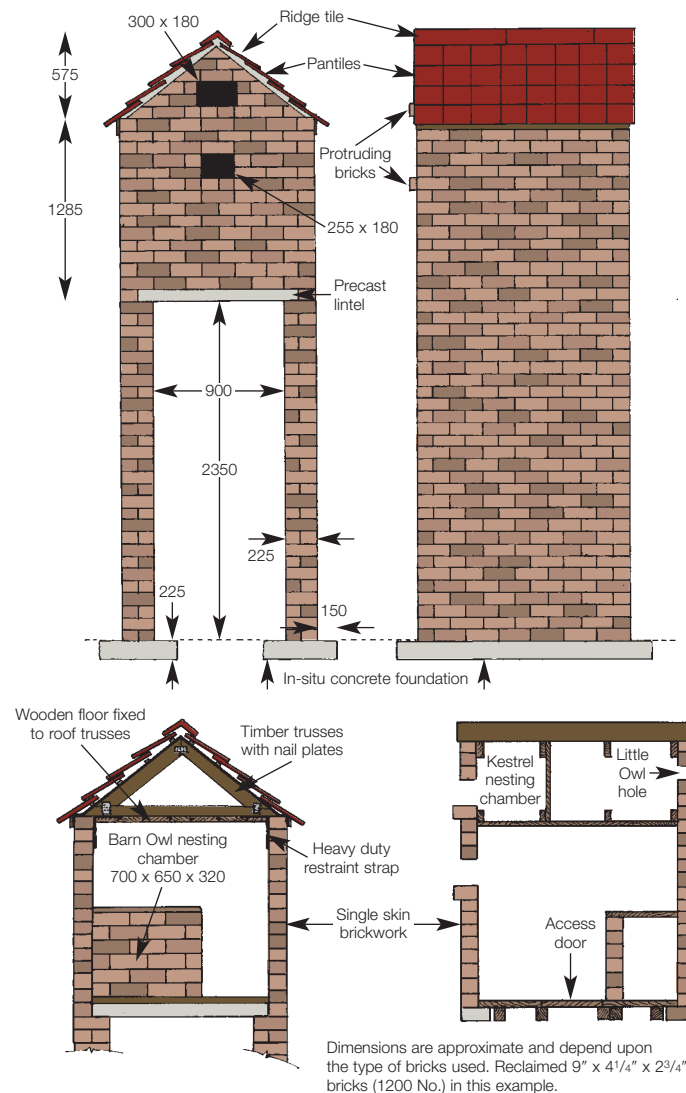 300 x 180
Ridge tile
Pantiles
575
Protruding
bricks
1285
255 x 180
Precast
lintel
900
2350
225
225
150
In-situ concrete foundation
Wooden floor fixed
to roof trusses
Timber trusses
with nail plates
Kestrel
nesting
chamber
Little
Owl
hole
Barn Owl nesting
chamber
700 x 650 x 320
Heavy duty
restraint strap
Single skin
brickwork
Access
door
Dimensions are approximate and depend upon
the type of bricks used. Reclaimed 9" x 4 1/4" x 2 3/4"
bricks (1200 No.) in this example.